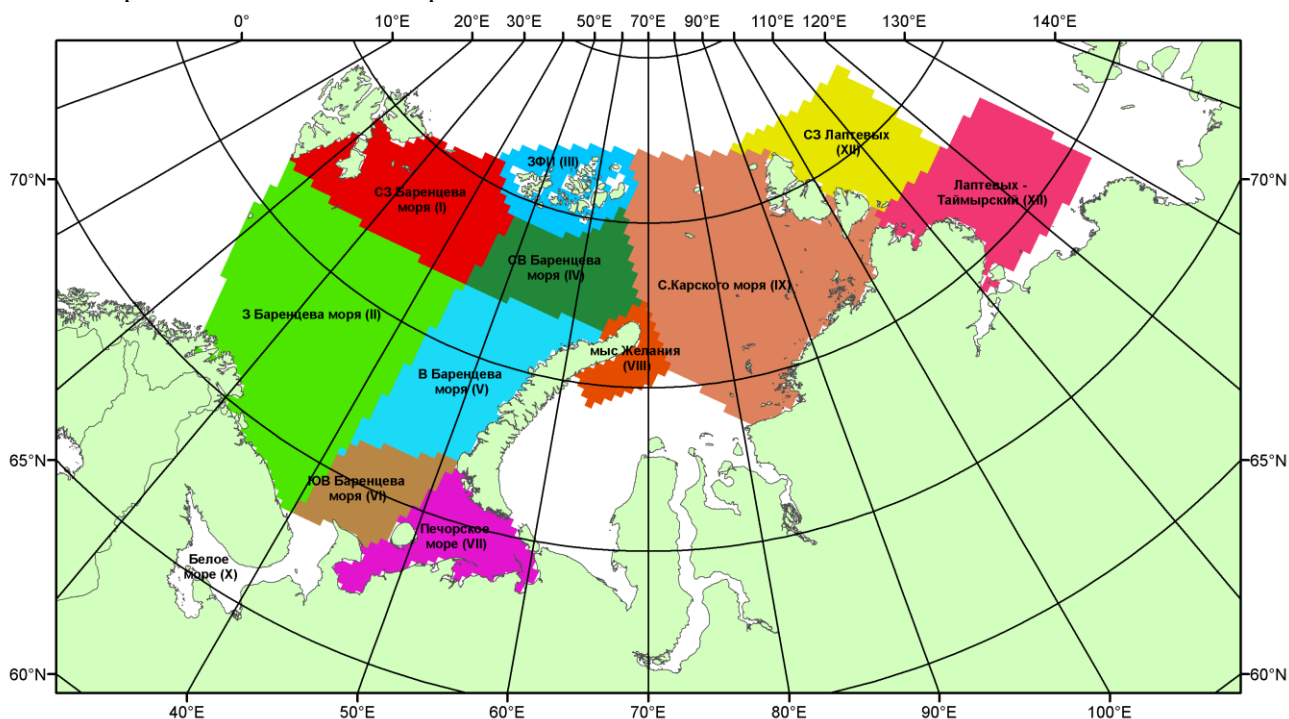 0° 10°E 20°E 30°E 50°E 70°E 90°E 110°E 120°E 130°E 140°E
СЗ Лаптевых
(XII)
ЗФИ (III)
70°N 70°N
СЗ Баренцева
моря (I)
Лаптевых -
Таймырский (XII)
СВ Баренцева
моря (IV)
С.Карского моря (IX)
З Баренцева моря (II)
мыс Желания
(VIII)
В Баренцева
моря (V)
65°N 65°N
ЮВ Баренцева
моря (VI)
Печорское
море (VII)
Белое
море (X)
60°N 60°N
40°E 50°E 60°E 70°E 80°E 90°E 100°E